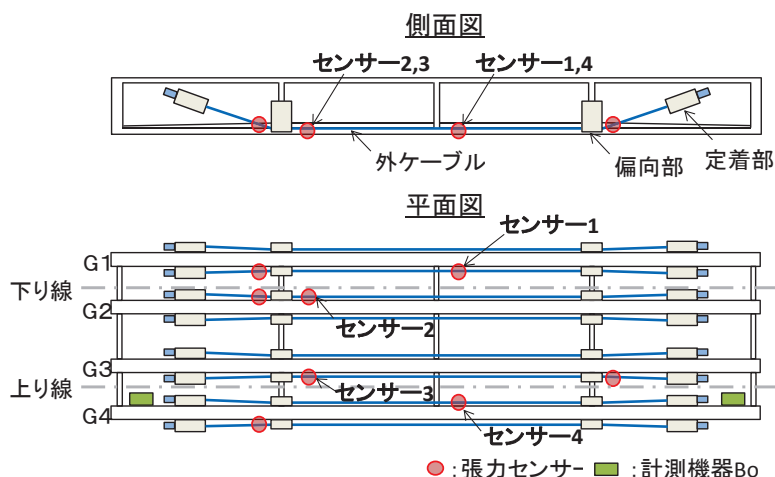 側面図
センサー2,3 センサー1,4
外ケーブル 偏向部 定着部
平面図
センサー1
G1
下り線
G2
センサー2
G3
上り線 センサー3
G4
センサー4
：張力センサー ：計測機器Bo